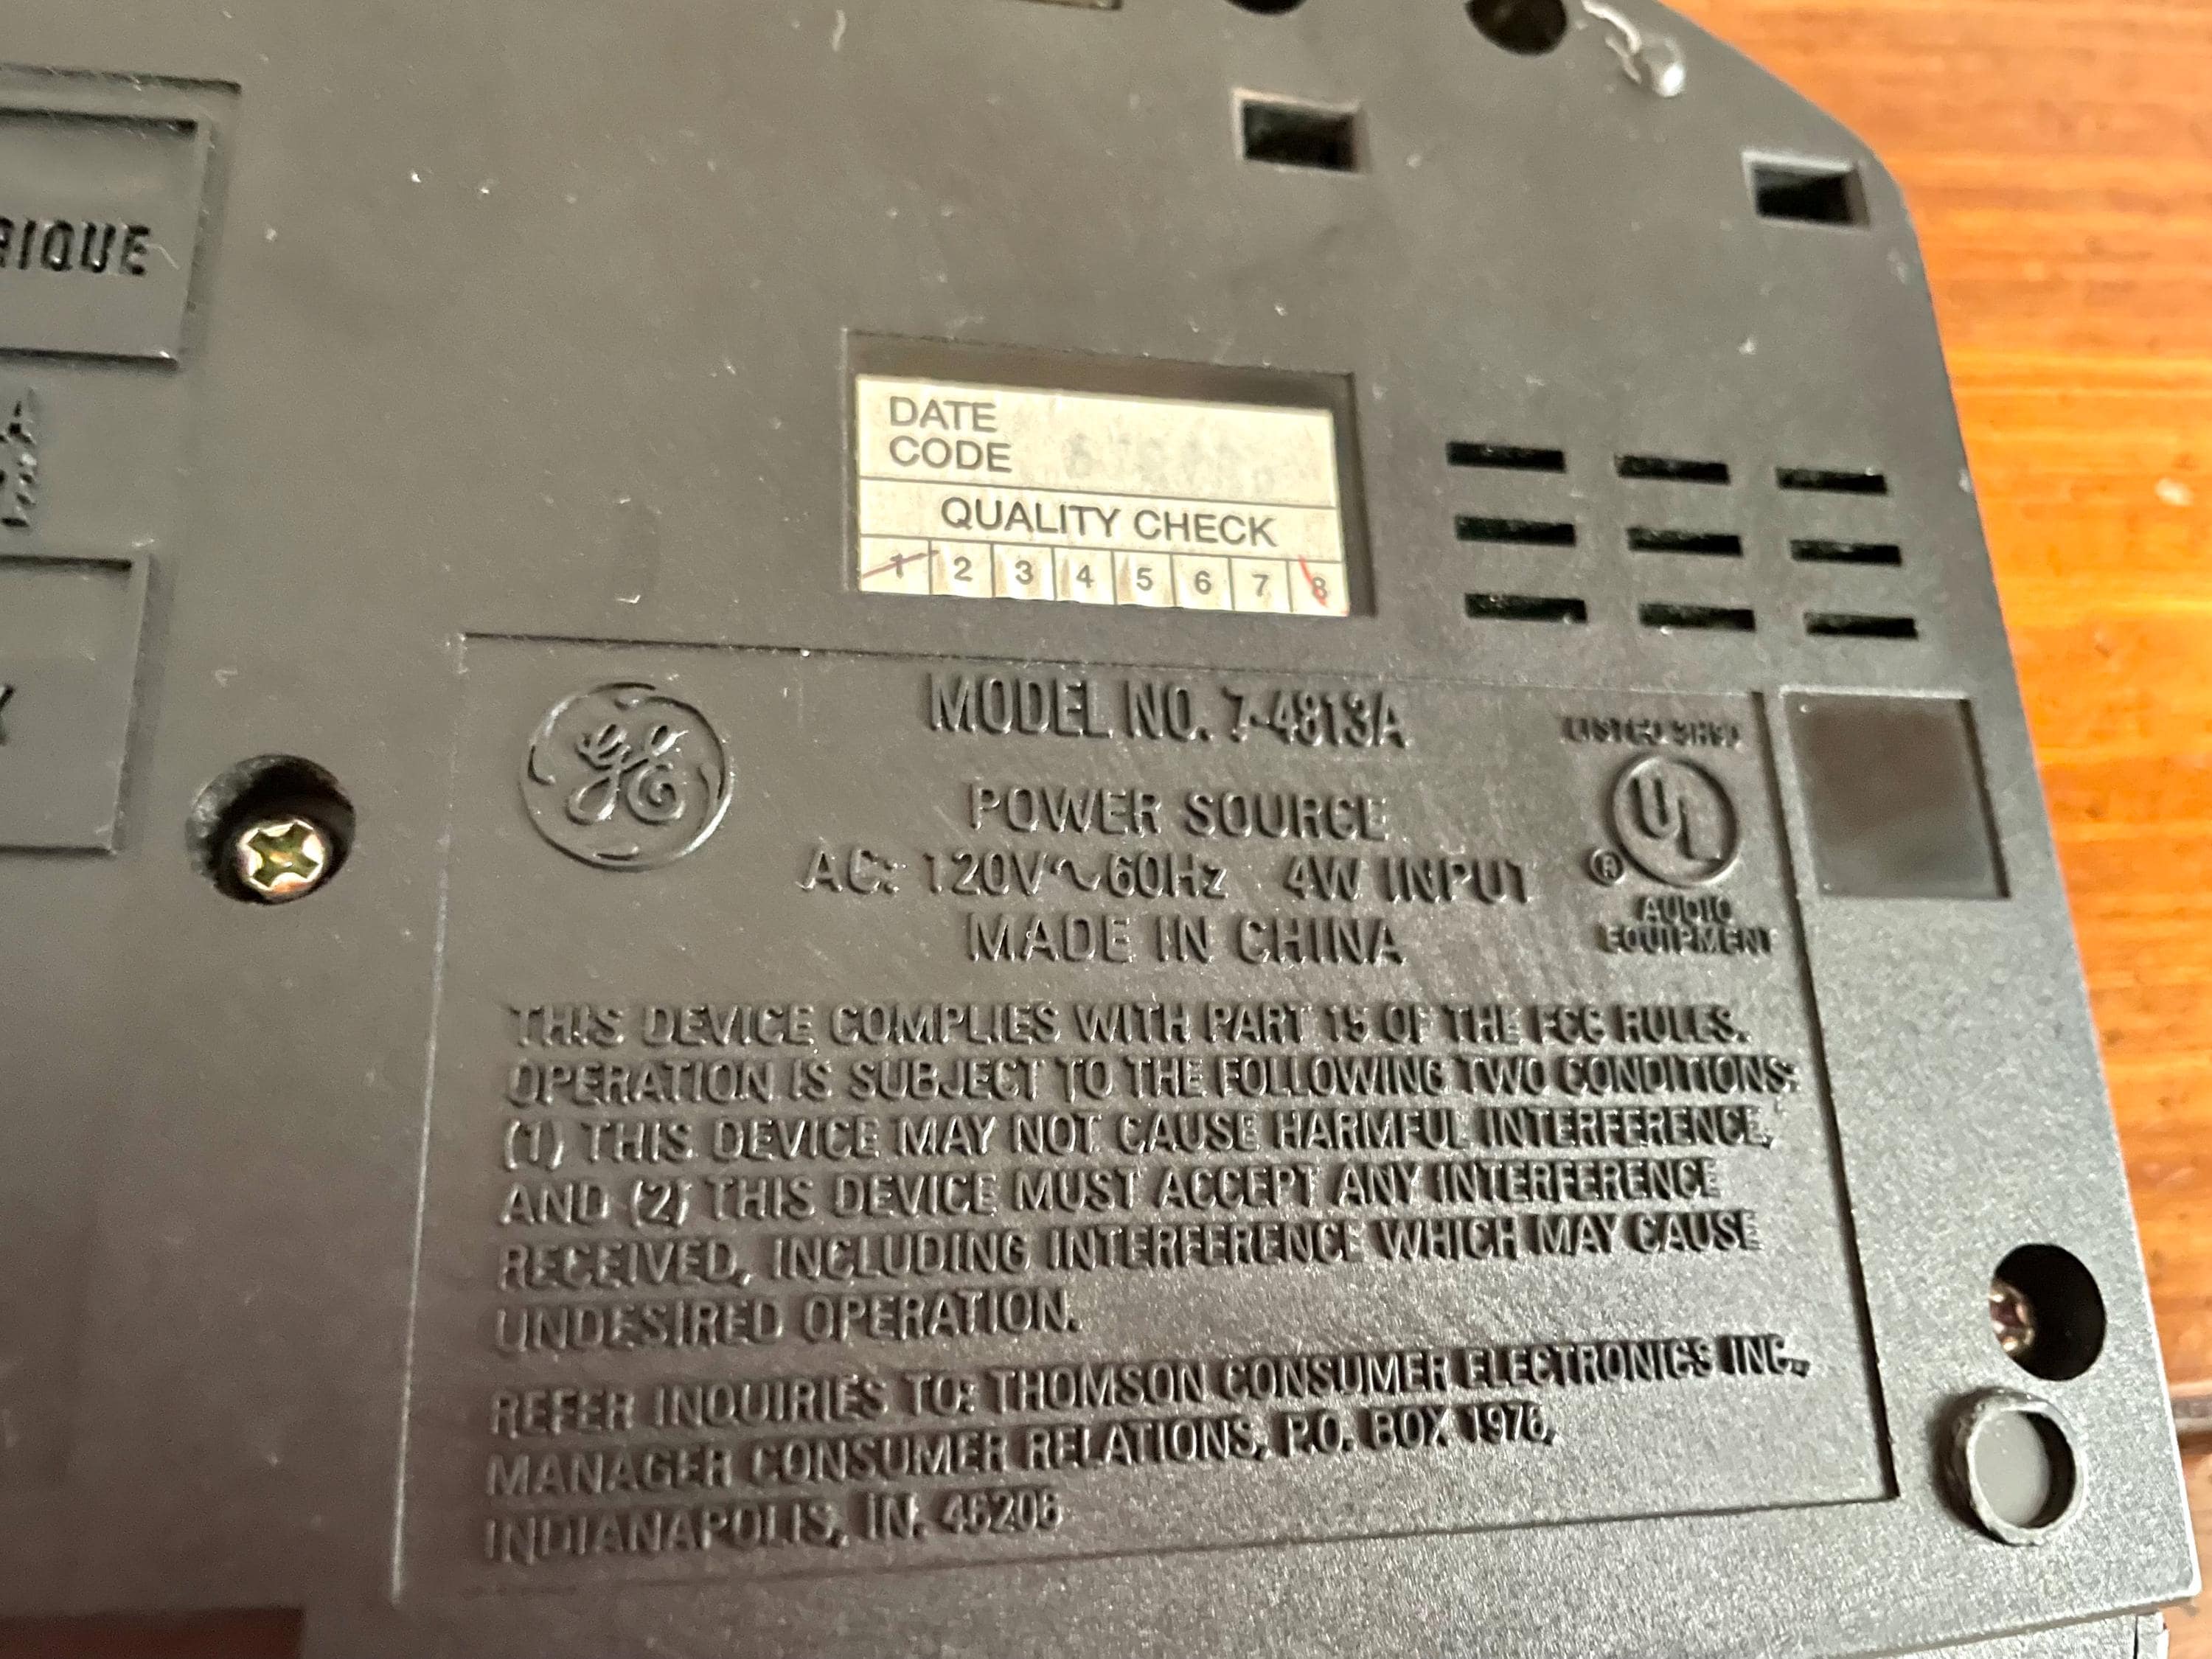 RIQUE
DATE
CODE
QUALITY CHECK
1 2 3 4 5 6 7 8
GE
MODEL NO. 7-4813A
LISTED
POWER SOURCE
AC: 120V~60Hz 4W INPUT
MADE IN CHINA
UL
®
AUDIO
EQUIPMENT
THIS DEVICE COMPLIES WITH PART 15 OF THE FCC RULES.
OPERATION IS SUBJECT TO THE FOLLOWING TWO CONDITIONS:
(1) THIS DEVICE MAY NOT CAUSE HARMFUL INTERFERENCE,
AND (2) THIS DEVICE MUST ACCEPT ANY INTERFERENCE
RECEIVED, INCLUDING INTERFERENCE WHICH MAY CAUSE
UNDESIRED OPERATION.
REFER INQUIRIES TO: THOMSON CONSUMER ELECTRONICS INC.,
MANAGER CONSUMER RELATIONS, P.O. BOX 1976,
INDIANAPOLIS, IN. 46206